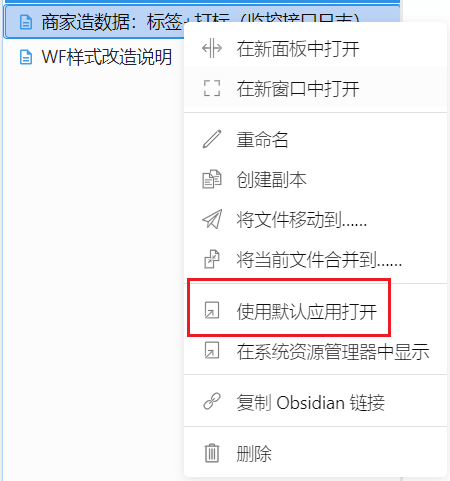 商家造数据：标签+打标（监控接口日志）
WF样式改造说明
在新面板中打开
在新窗口中打开
重命名
创建副本
将文件移动到......
将当前文件合并到......
使用默认应用打开
在系统资源管理器中显示
复制 Obsidian 链接
删除